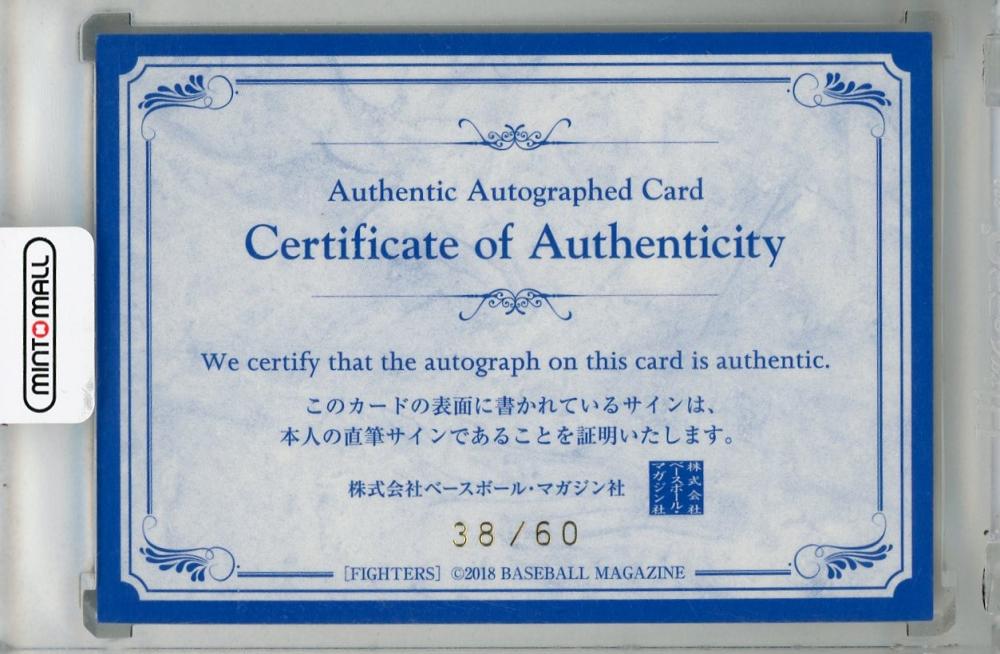 Authentic Autographed Card
Certificate of Authenticity
We certify that the autograph on this card is authentic.
このカードの表面に書かれているサインは、
本人の直筆サインであることを証明いたします。
株式会社ベースボール・マガジン社
株式会社
ベースボール・
マガジン社
38/60
[FIGHTERS] ©2018 BASEBALL MAGAZINE
MINTMALL